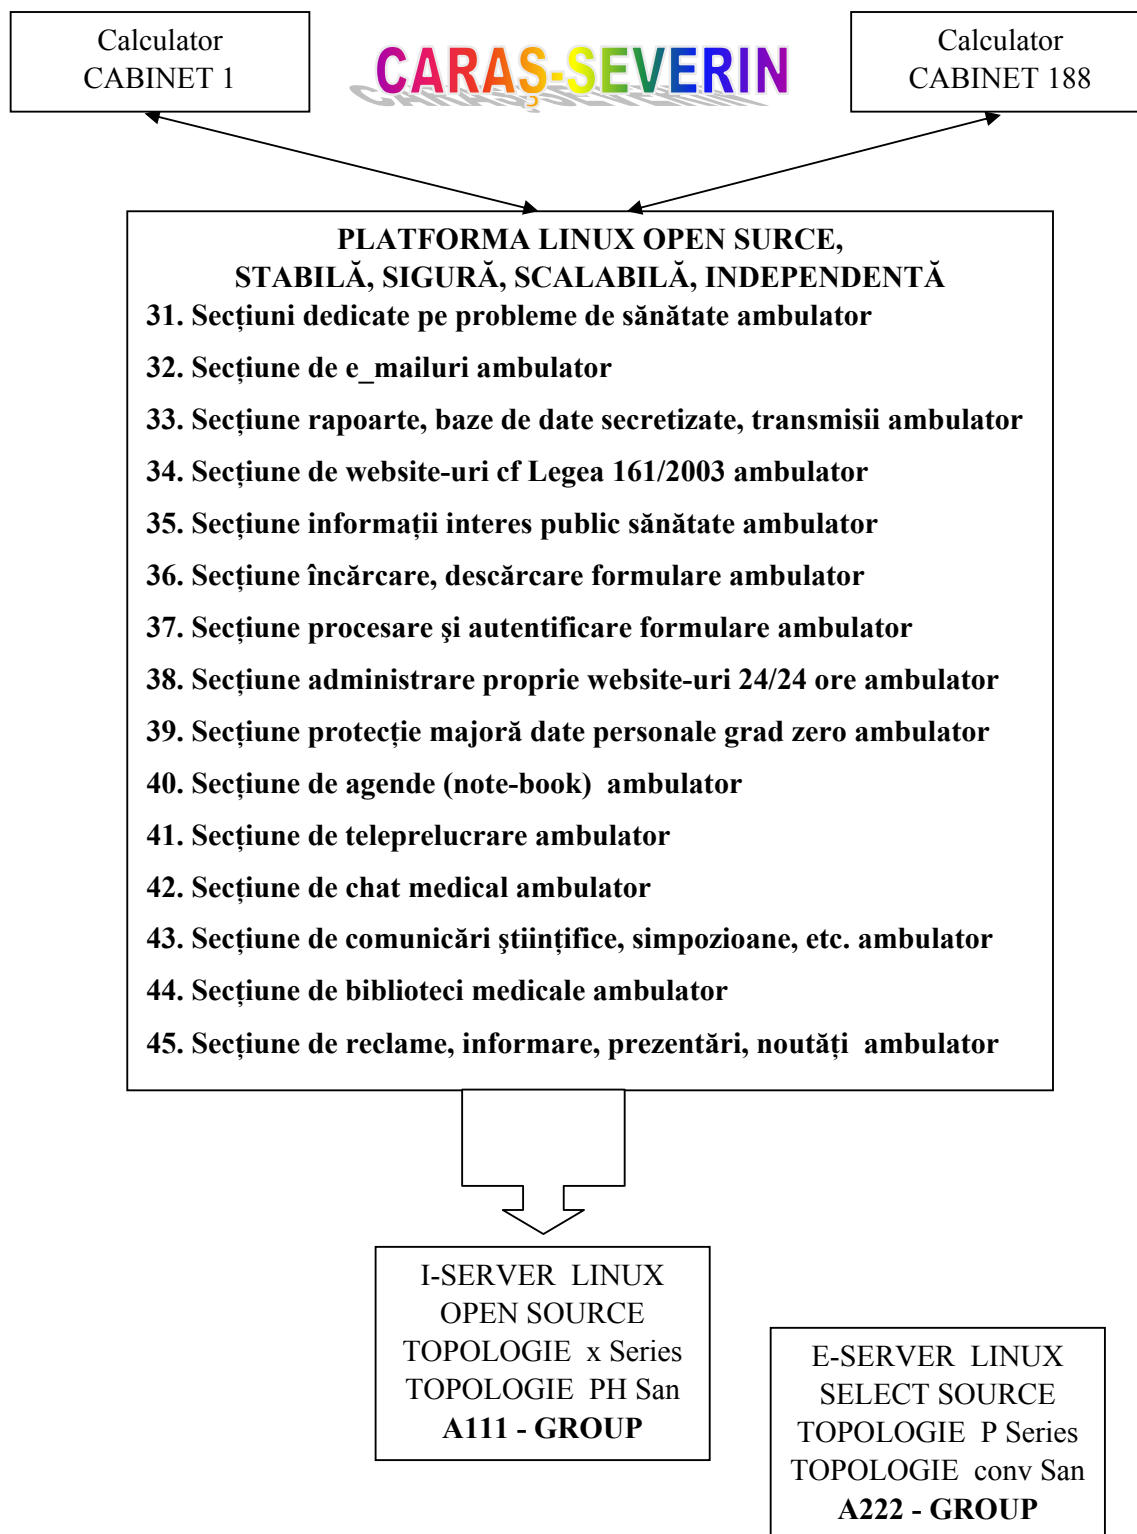 Calculator
CABINET 1
CARAȘ-SEVERIN
Calculator
CABINET 188
PLATFORMA LINUX OPEN SURCE,
STABILĂ, SIGURĂ, SCALABILĂ, INDEPENDENTĂ
31. Secțiuni dedicate pe probleme de sănătate ambulator
32. Secțiune de e_mailuri ambulator
33. Secțiune rapoarte, baze de date secretizate, transmisii ambulator
34. Secțiune de website-uri cf Legea 161/2003 ambulator
35. Secțiune informații interes public sănătate ambulator
36. Secțiune încărcare, descărcare formulare ambulator
37. Secțiune procesare şi autentificare formulare ambulator
38. Secțiune administrare proprie website-uri 24/24 ore ambulator
39. Secțiune protecție majoră date personale grad zero ambulator
40. Secțiune de agende (note-book)  ambulator
41. Secțiune de teleprelucrare ambulator
42. Secțiune de chat medical ambulator
43. Secțiune de comunicări ştiințifice, simpozioane, etc. ambulator
44. Secțiune de biblioteci medicale ambulator
45. Secțiune de reclame, informare, prezentări, noutăți  ambulator
I-SERVER  LINUX
OPEN SOURCE
TOPOLOGIE  x Series
TOPOLOGIE  PH San
A111 - GROUP
E-SERVER  LINUX
SELECT SOURCE
TOPOLOGIE  P Series
TOPOLOGIE  conv San
A222 - GROUP